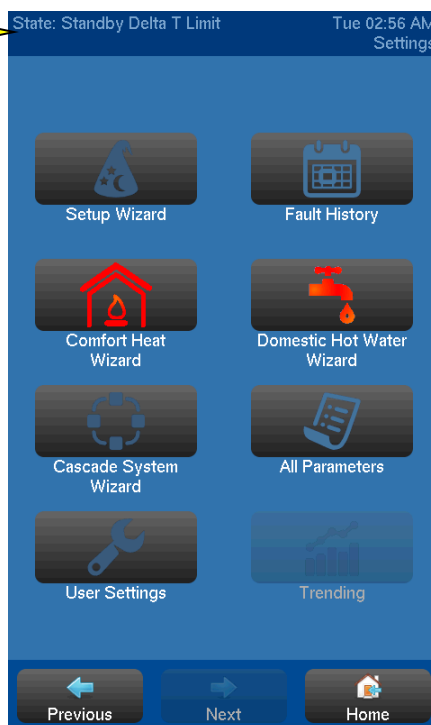 State: Standby Delta T Limit
Tue 02:56 AM
Settings
Setup Wizard
Fault History
Comfort Heat
Wizard
Domestic Hot Water
Wizard
Cascade System
Wizard
All Parameters
User Settings
Trending
Previous
Next
Home